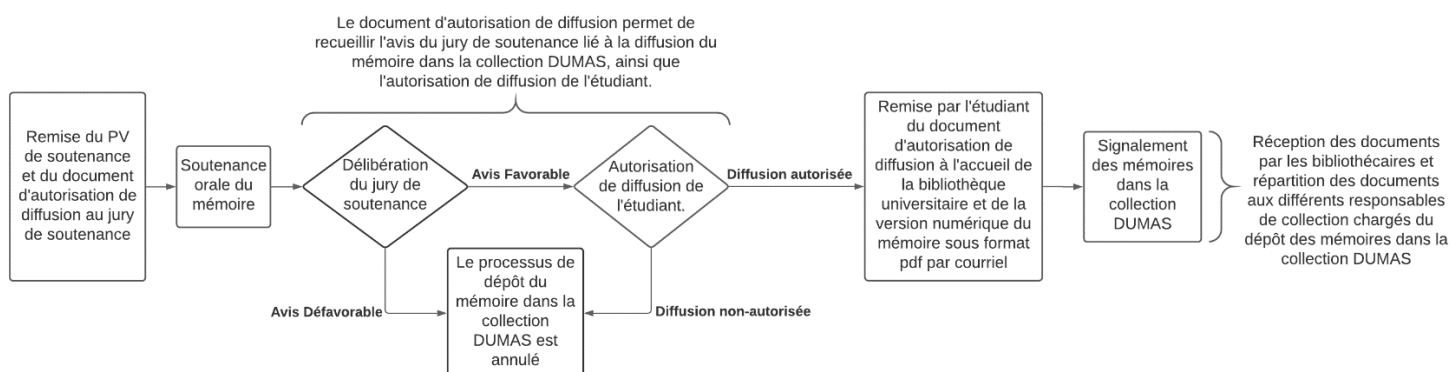 Le document d'autorisation de diffusion permet de
recueillir l'avis du jury de soutenance lié à la diffusion du
mémoire dans la collection DUMAS, ainsi que
l'autorisation de diffusion de l'étudiant.
Remise du PV
de soutenance
et du document
d'autorisation de
diffusion au jury
de soutenance
Soutenance
orale du
mémoire
Délibération
du jury de
soutenance
Avis Favorable
Autorisation
de diffusion de
l'étudiant.
Diffusion autorisée
Remise par l'étudiant
du document
d'autorisation de
diffusion à l'accueil de
la bibliothèque
universitaire et de la
version numérique du
mémoire sous format
pdf par courriel
Signalement
des mémoires
dans la
collection
DUMAS
Réception des documents
par les bibliothécaires et
répartition des documents
aux différents responsables
de collection chargés du
dépôt des mémoires dans la
collection DUMAS
Avis Défavorable
Le processus de
dépôt du
mémoire dans la
collection
DUMAS est
annulé
Diffusion non-autorisée